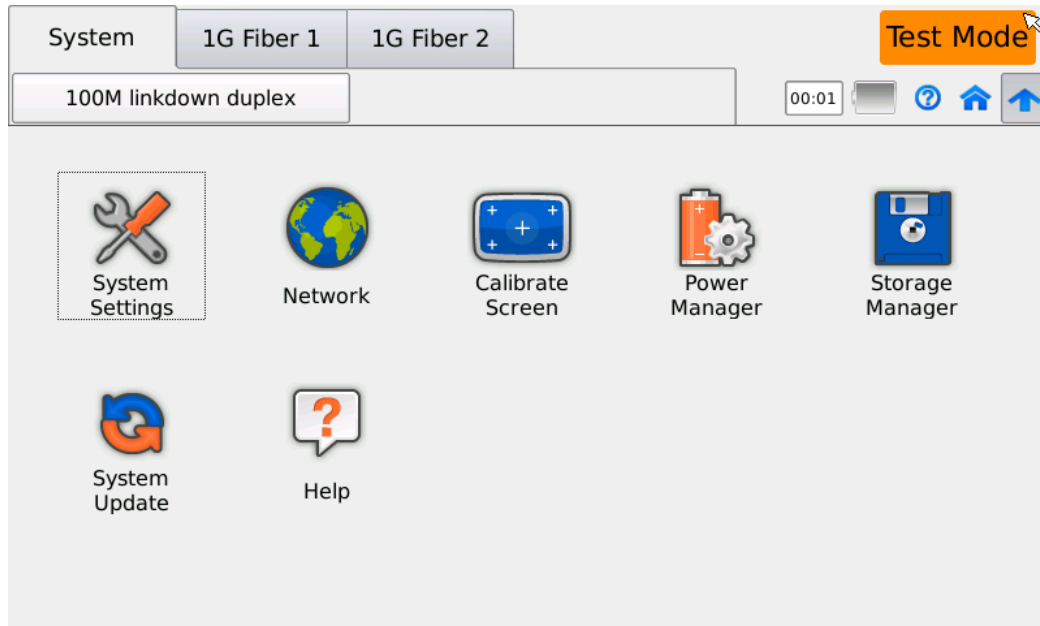 System
1G Fiber 1
1G Fiber 2
Test Mode
100M linkdown duplex
00:01
?
System
Settings
Network
Calibrate
Screen
Power
Manager
Storage
Manager
System
Update
?
Help